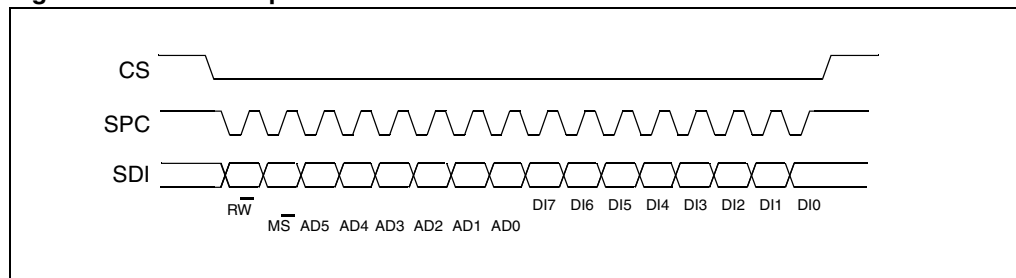 CS
SPC
SDI
RW DI7 DI6 DI5 DI4 DI3 DI2 DI1 DI0
MS AD5 AD4 AD3 AD2 AD1 AD0